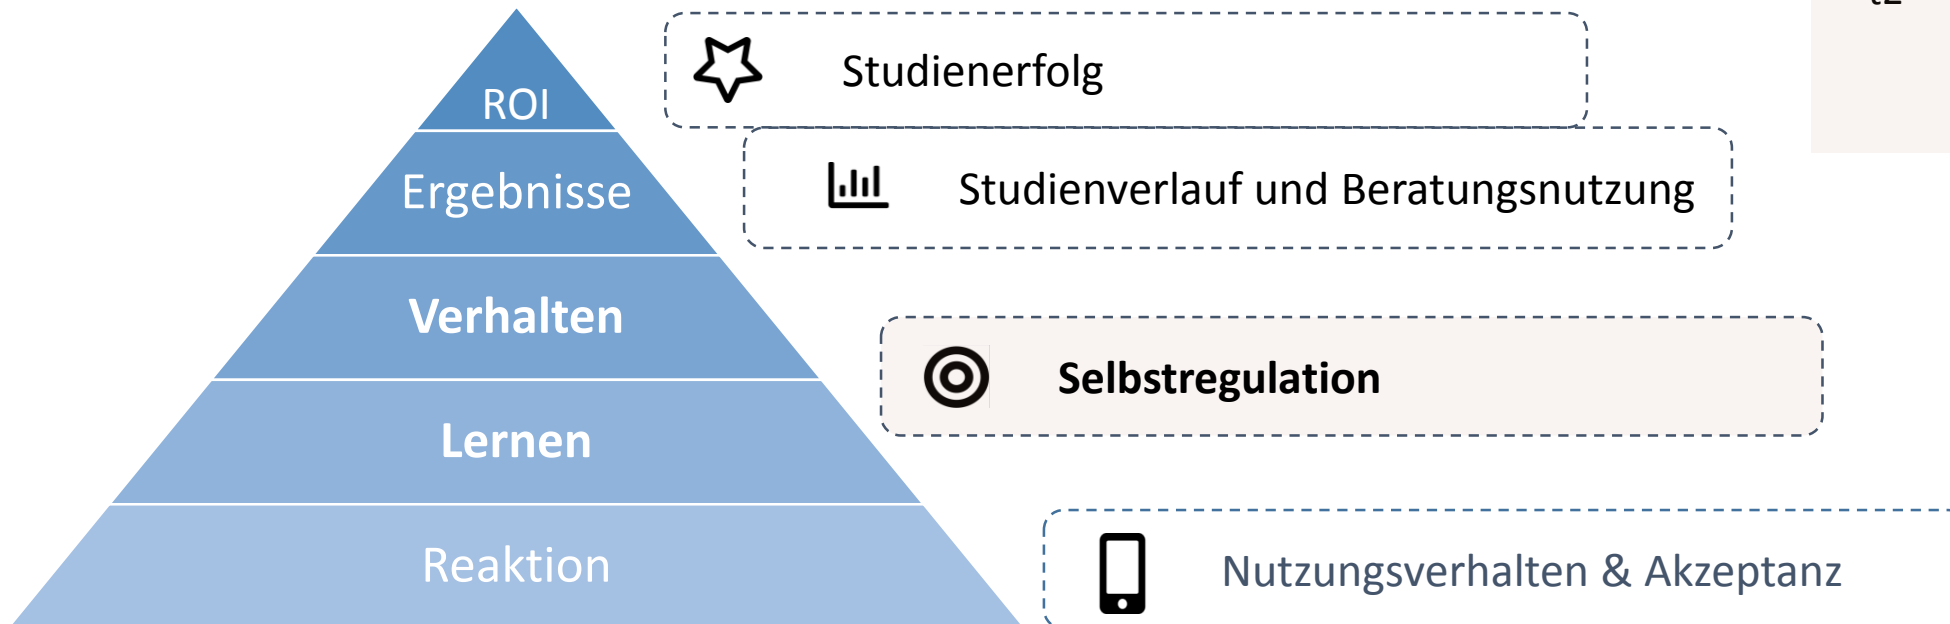 ROI
Studienerfolg
Ergebnisse
Studienverlauf und Beratungsnutzung
Verhalten
Selbstregulation
Lernen
Reaktion
Nutzungsverhalten & Akzeptanz